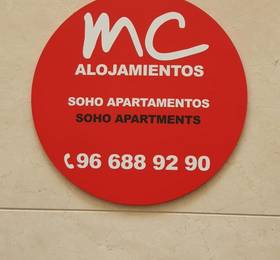 mc
ALOJAMIENTOS
SOHO APARTAMENTOS
SOHO APARTMENTS
96 688 92 90